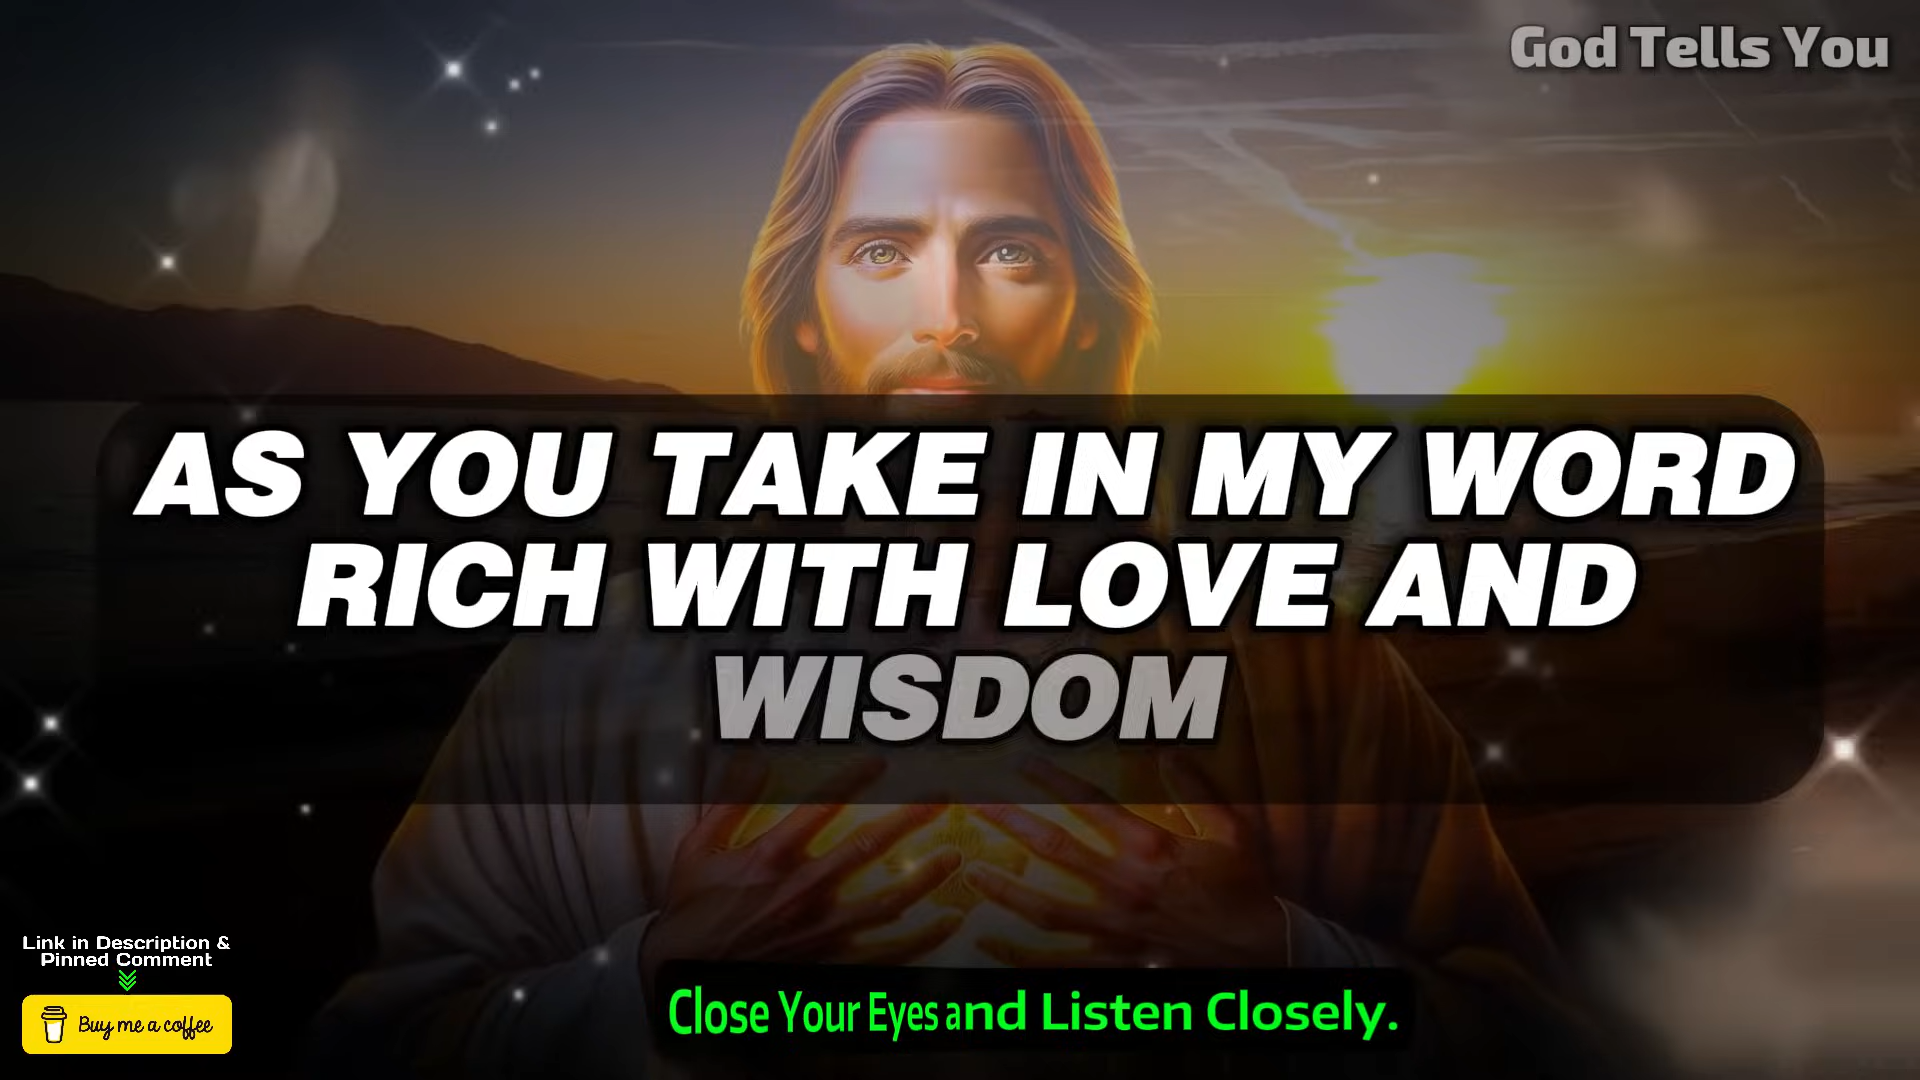 God Tells You
AS YOU TAKE IN MY WORD
RICH WITH LOVE AND
WISDOM
Link in Description &
Pinned Comment
Buy me a coffee
Close Your Eyes and Listen Closely.